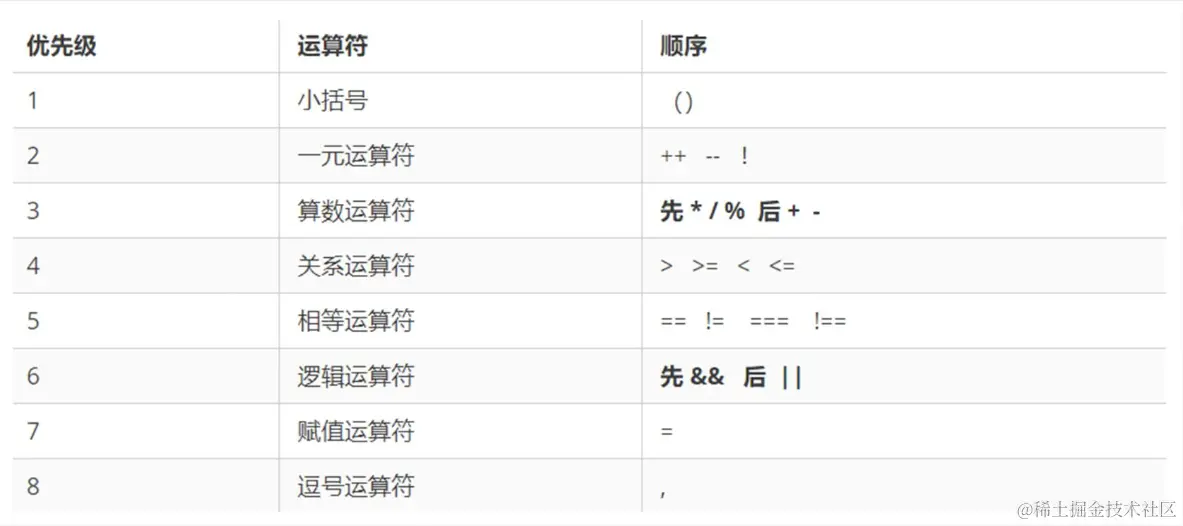 优先级 运算符 顺序
1 小括号 ()
2 一元运算符 ++ -- !
3 算数运算符 先 * / % 后 + -
4 关系运算符 > >= < <=
5 相等运算符 == != === !==
6 逻辑运算符 先 && 后 ||
7 赋值运算符 =
8 逗号运算符 ,
@稀土掘金技术社区